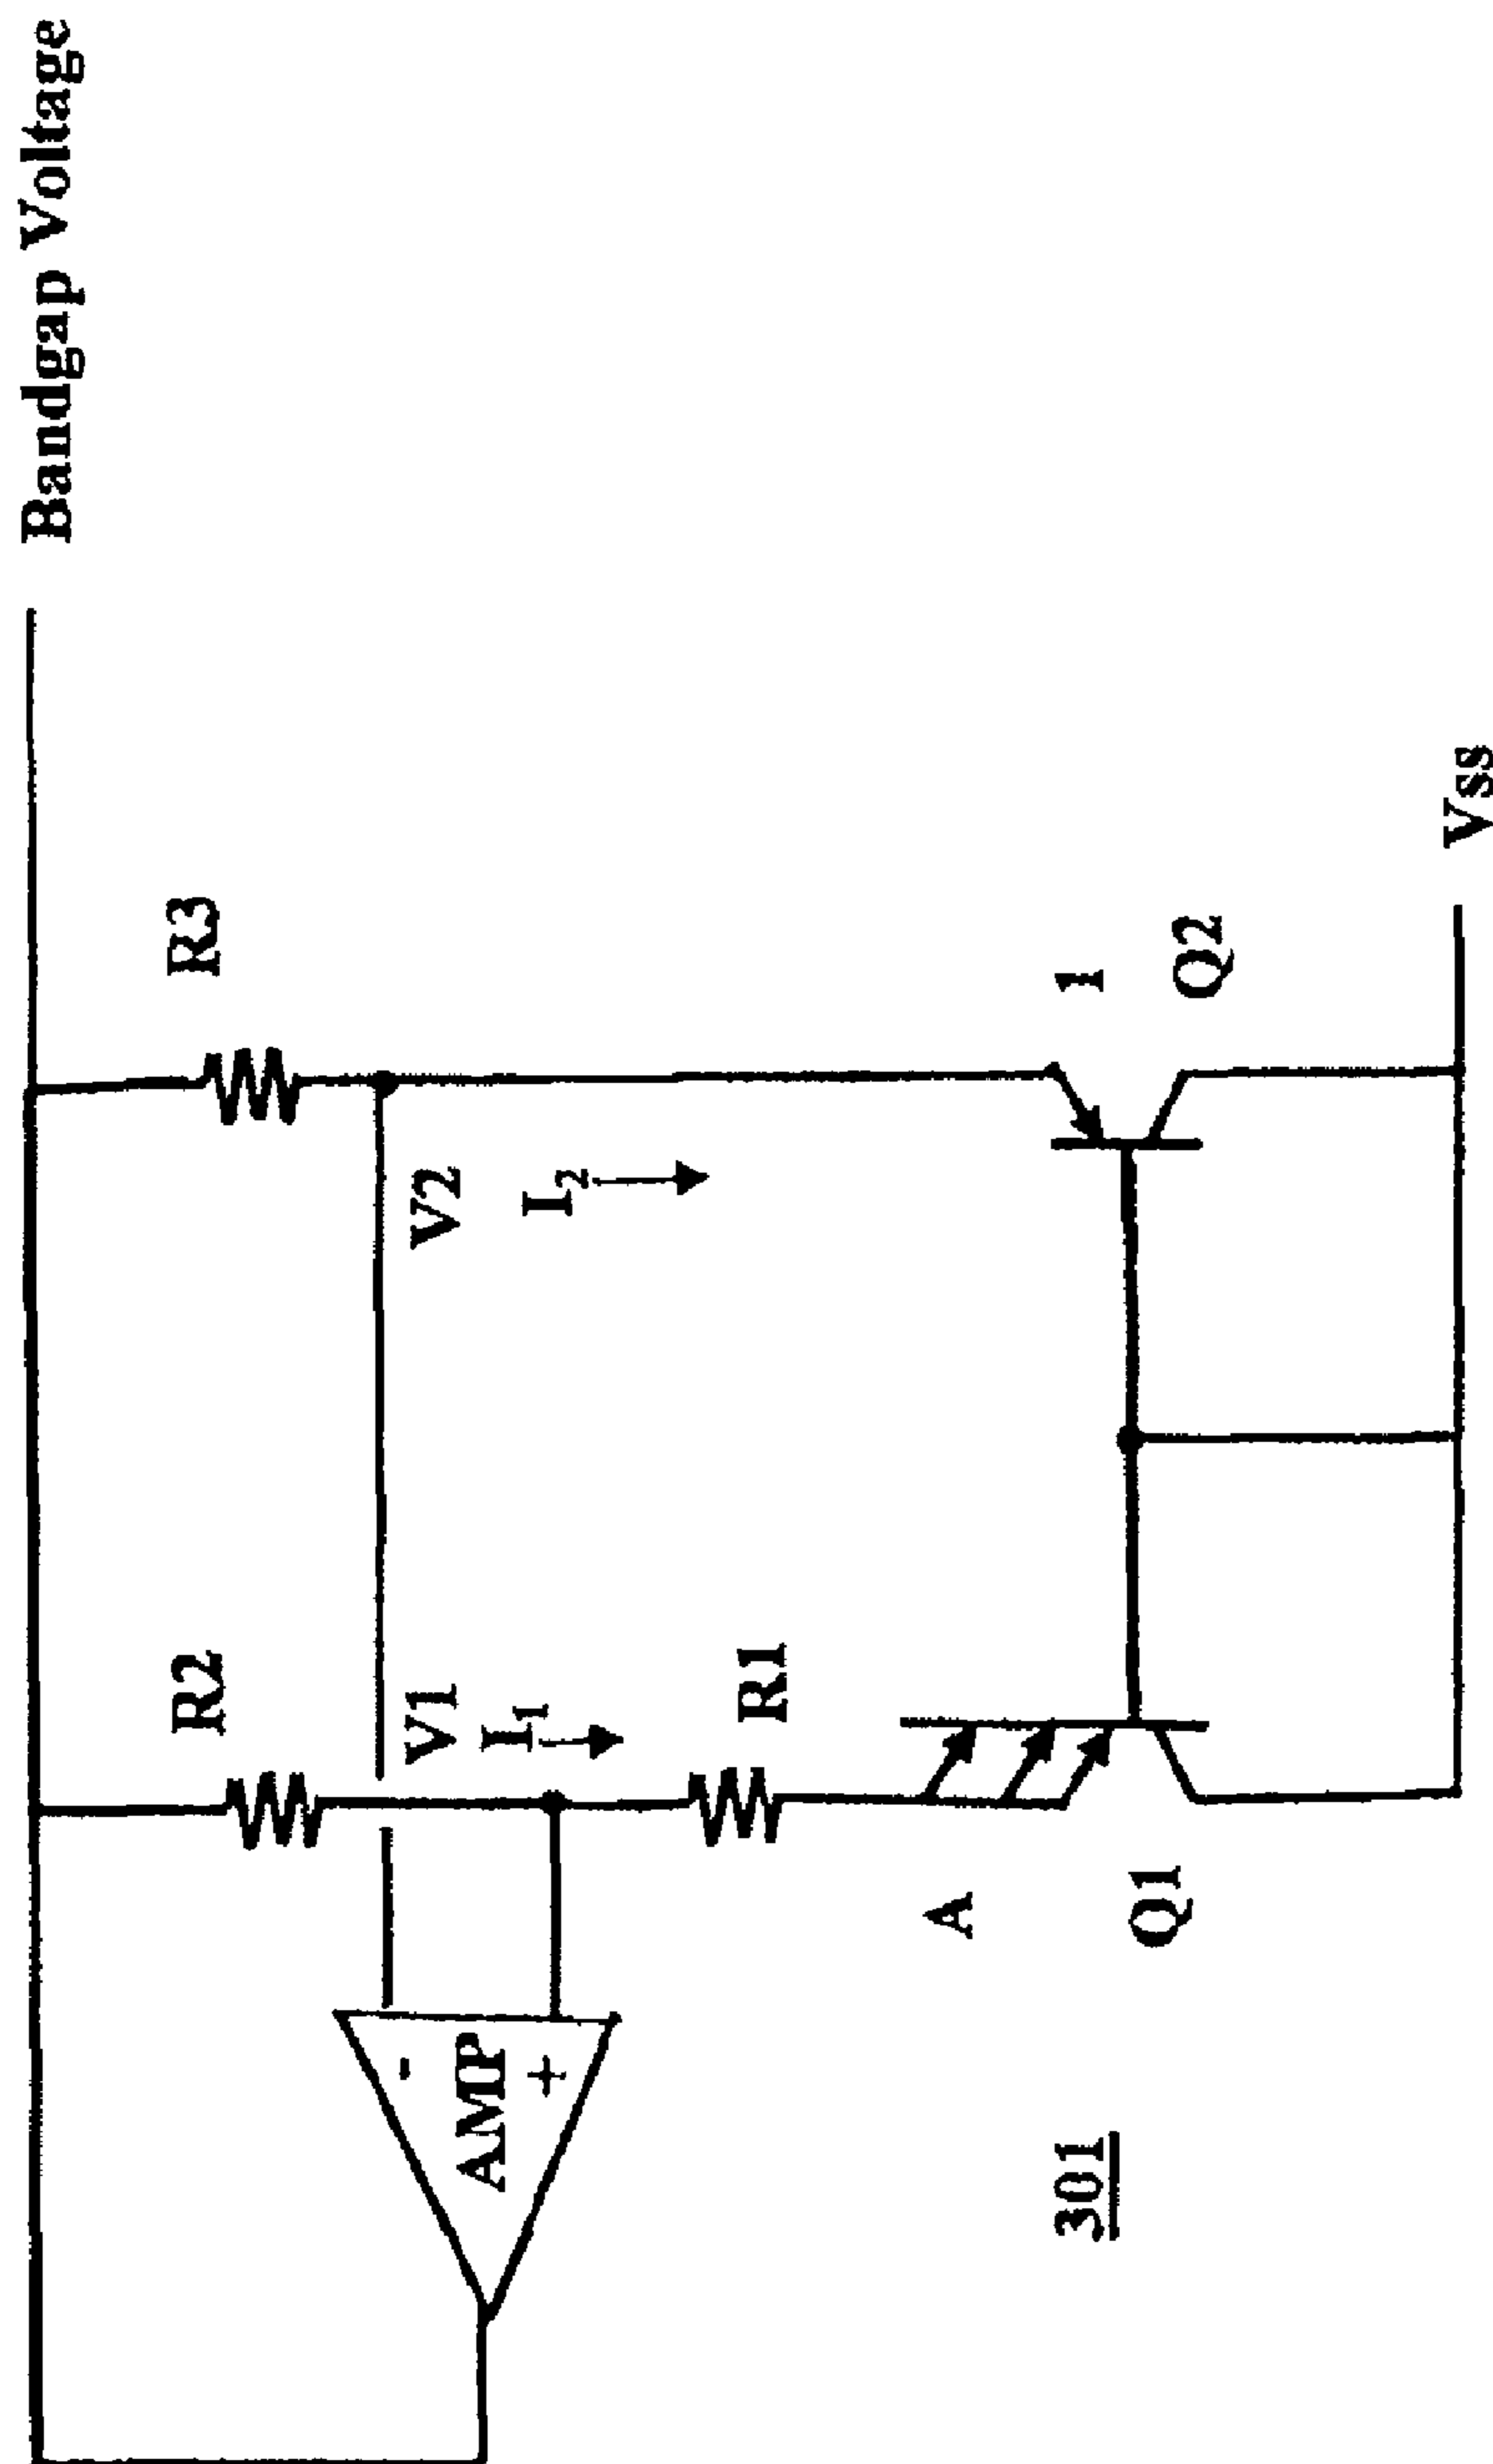 Bandgap Voltage
R2
R3
V1
V2
I₁
I₂
-
AMP
+
R1
A
1
Q1
Q2
301
Vss